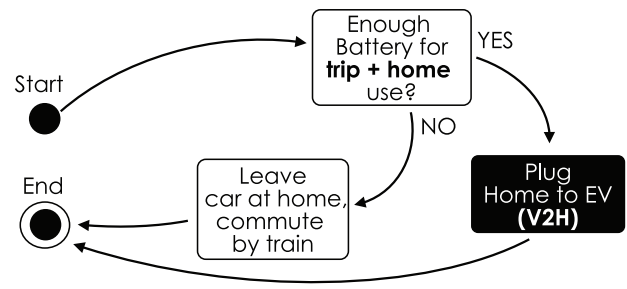 Start
Enough
Battery for
trip + home
use?
YES
NO
Plug
Home to EV
(V2H)
Leave
car at home,
commute
by train
End